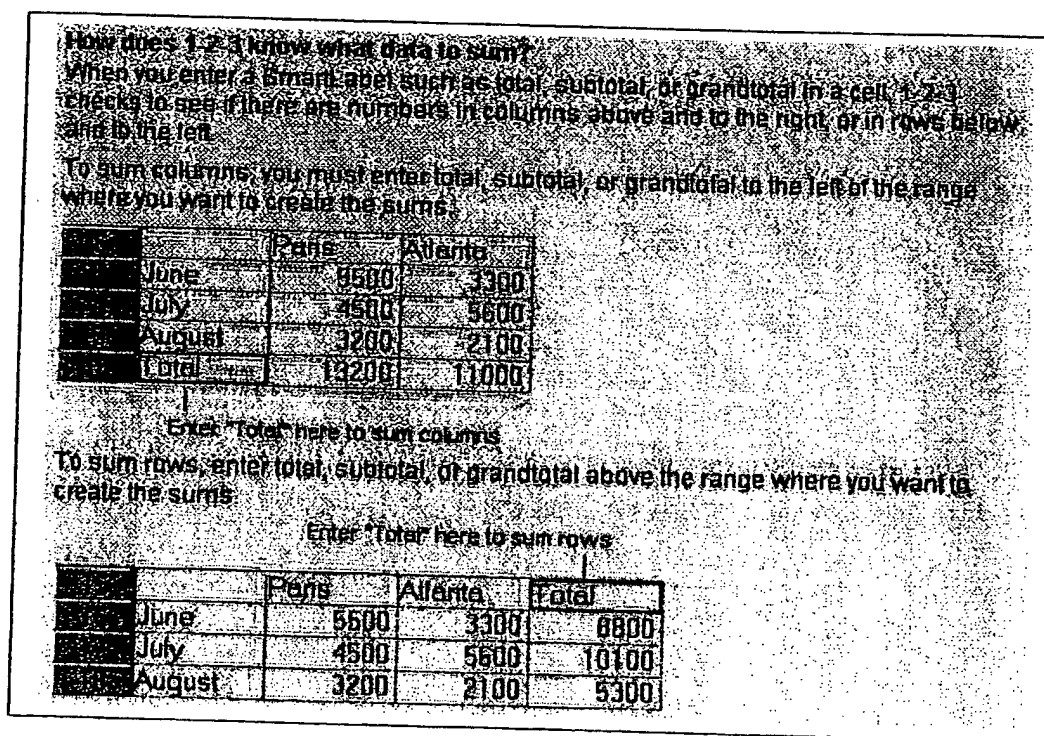 How does 1-2-3 know what data to sum?
When you enter a SmartLabel such as total, subtotal, or grandtotal in a cell, 1-2-3
checks to see if there are numbers in columns above and to the right, or in rows below,
and to the left.
To sum columns, you must enter total, subtotal, or grandtotal to the left of the range
where you want to create the sums.
Paris Atlanta
June 5500 3300
July 4500 5600
August 3200 2100
Total 13200 11000
Enter "Total" here to sum columns
To sum rows, enter total, subtotal, or grandtotal above the range where you want to
create the sums
Enter "Total" here to sum rows
Paris Atlanta Total
June 5500 3300 8800
July 4500 5600 10100
August 3200 2100 5300